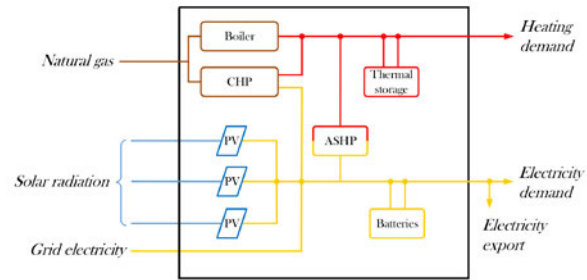 Boiler
Heating
demand
Natural gas
CHP
Thermal
storage
PV
ASHP
Solar radiation
PV
Electricity
demand
PV
Batteries
Electricity
export
Grid electricity